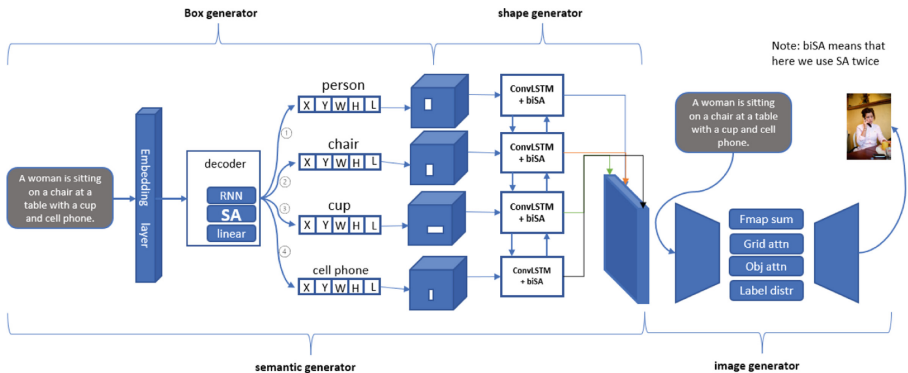 Box generator
shape generator
Note: biSA means that
here we use SA twice
A woman is sitting
on a chair at a
table with a cup
and cell phone.
Embedding layer
decoder
RNN
SA
linear
1
2
3
4
person
X Y W H L
chair
X Y W H L
cup
X Y W H L
cell phone
X Y W H L
ConvLSTM
+ biSA
ConvLSTM
+ biSA
ConvLSTM
+ biSA
ConvLSTM
+ biSA
A woman is sitting
on a chair at a table
with a cup and cell
phone.
Fmap sum
Grid attn
Obj attn
Label distr
semantic generator
image generator